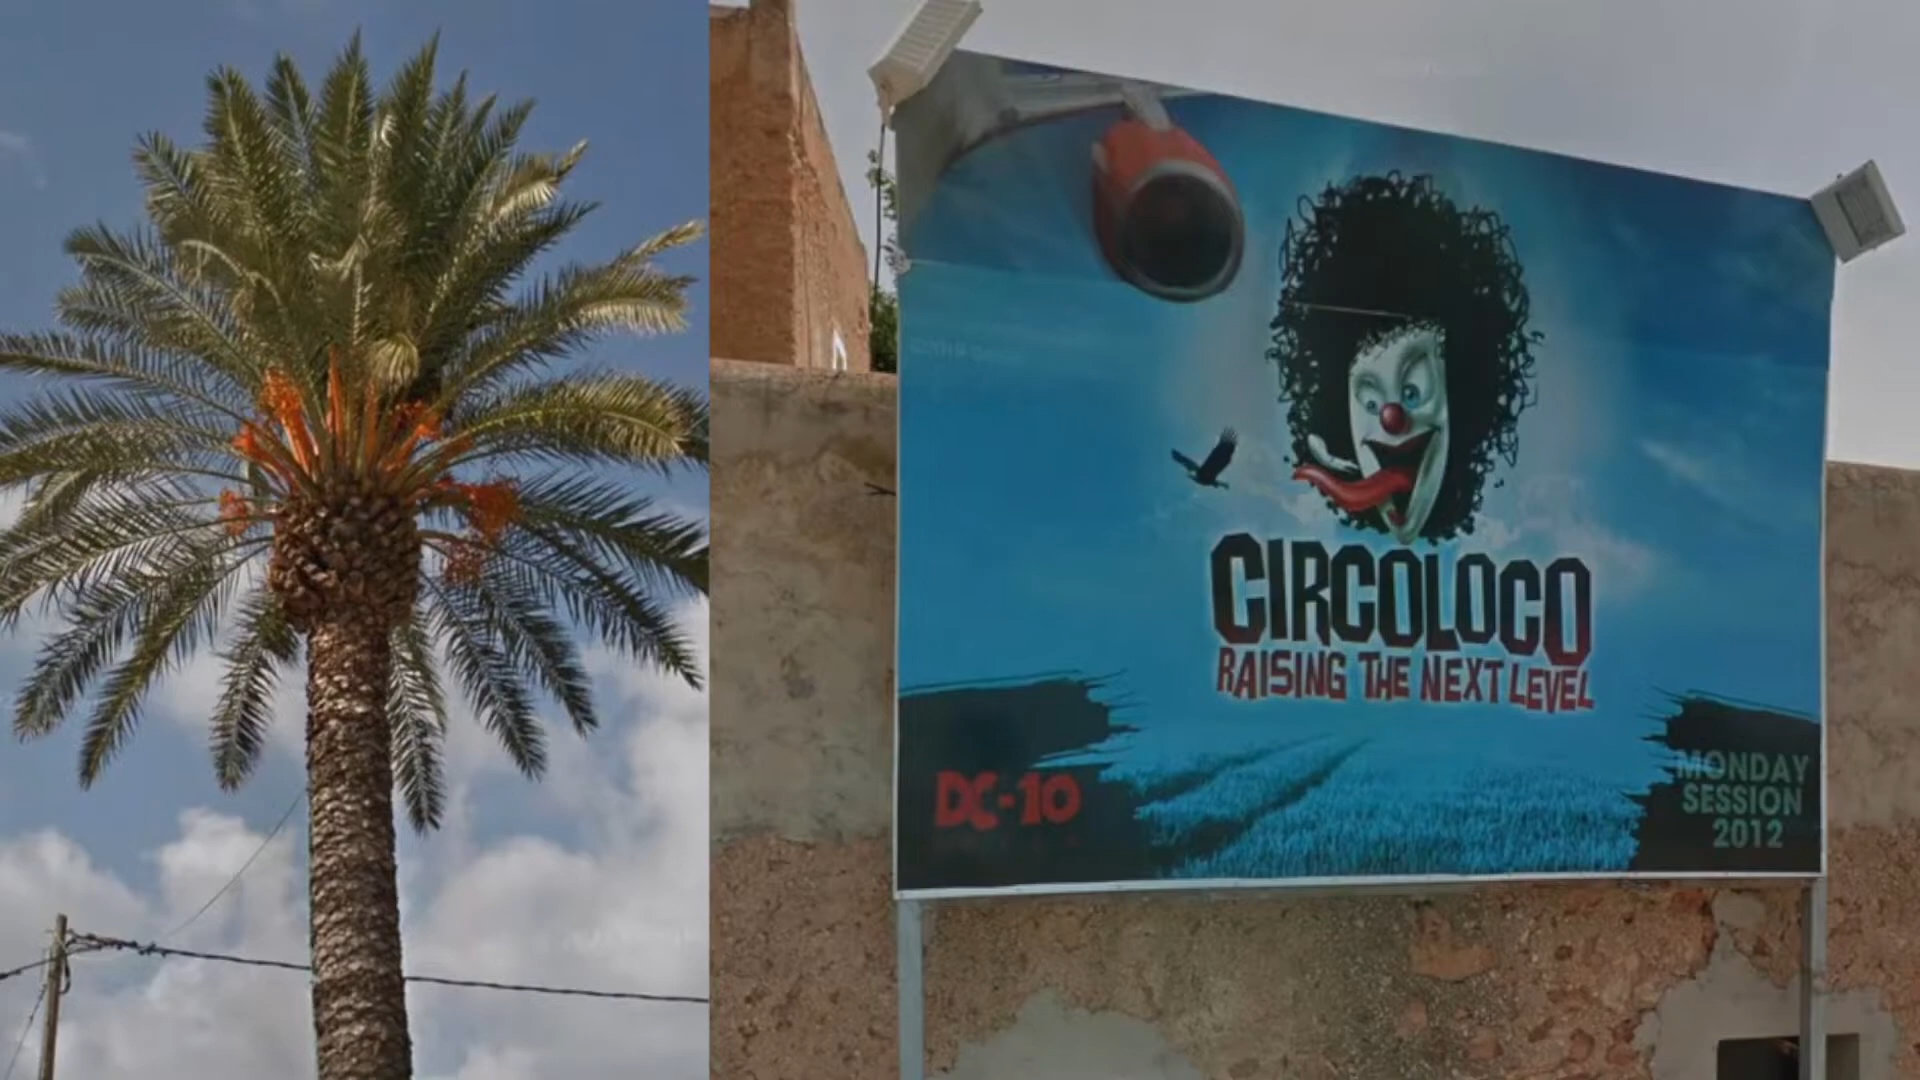 CIRCOLOCO
RAISING THE NEXT LEVEL
DC-10
MONDAY
SESSION
2012